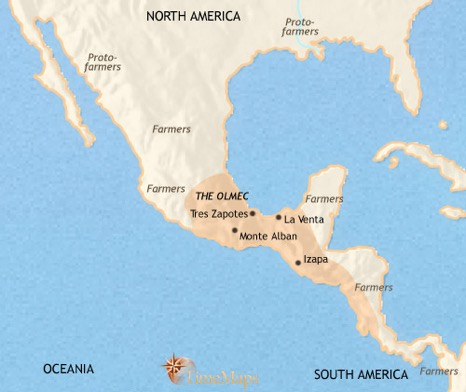 NORTH AMERICA
Proto-
farmers
Proto-
farmers
Farmers
Farmers
THE OLMEC
Farmers
Tres Zapotes
La Venta
Monte Alban
Izapa
Farmers
OCEANIA
TimeMaps
SOUTH AMERICA
Farmers